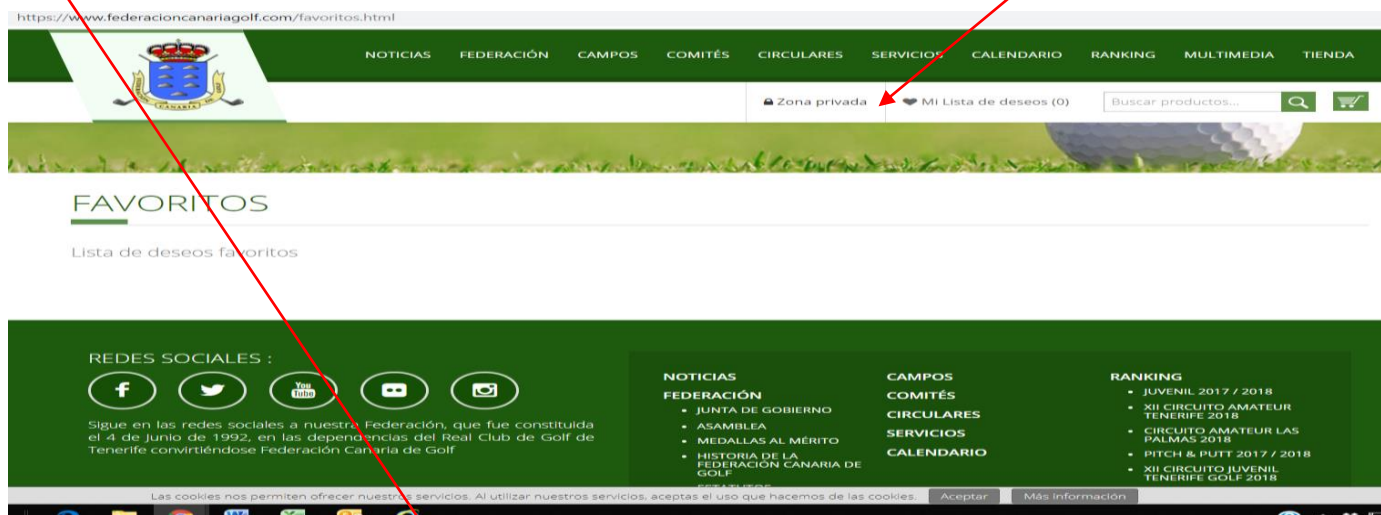 https://www.federacioncanariagolf.com/favoritos.html
NOTICIAS FEDERACIÓN CAMPOS COMITÉS CIRCULARES SERVICIOS CALENDARIO RANKING MULTIMEDIA TIENDA
Zona privada Mi Lista de deseos (0) Buscar productos...
FAVORITOS
Lista de deseos favoritos
REDES SOCIALES :
You Tube
Sigue en las redes sociales a nuestra Federación, que fue constituida
el 4 de Junio de 1992, en las dependencias del Real Club de Golf de
Tenerife convirtiéndose Federación Canaria de Golf
NOTICIAS
FEDERACIÓN
JUNTA DE GOBIERNO
ASAMBLEA
MEDALLAS AL MÉRITO
HISTORIA DE LA
FEDERACIÓN CANARIA DE
GOLF
ESTATUTOS
CAMPOS
COMITÉS
CIRCULARES
SERVICIOS
CALENDARIO
RANKING
JUVENIL 2017 / 2018
XII CIRCUITO AMATEUR
TENERIFE 2018
CIRCUITO AMATEUR LAS
PALMAS 2018
PITCH & PUTT 2017 / 2018
XII CIRCUITO JUVENIL
TENERIFE GOLF 2018
Las cookies nos permiten ofrecer nuestros servicios. Al utilizar nuestros servicios, aceptas el uso que hacemos de las cookies. Aceptar Más Información